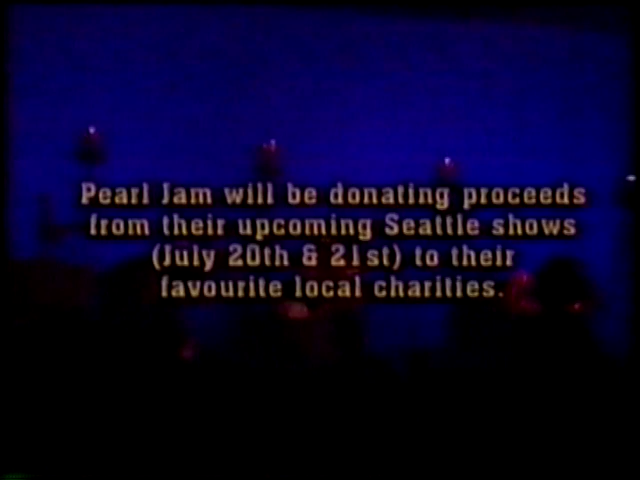 Pearl Jam will be donating proceeds
from their upcoming Seattle shows
(July 20th & 21st) to their
favourite local charities.